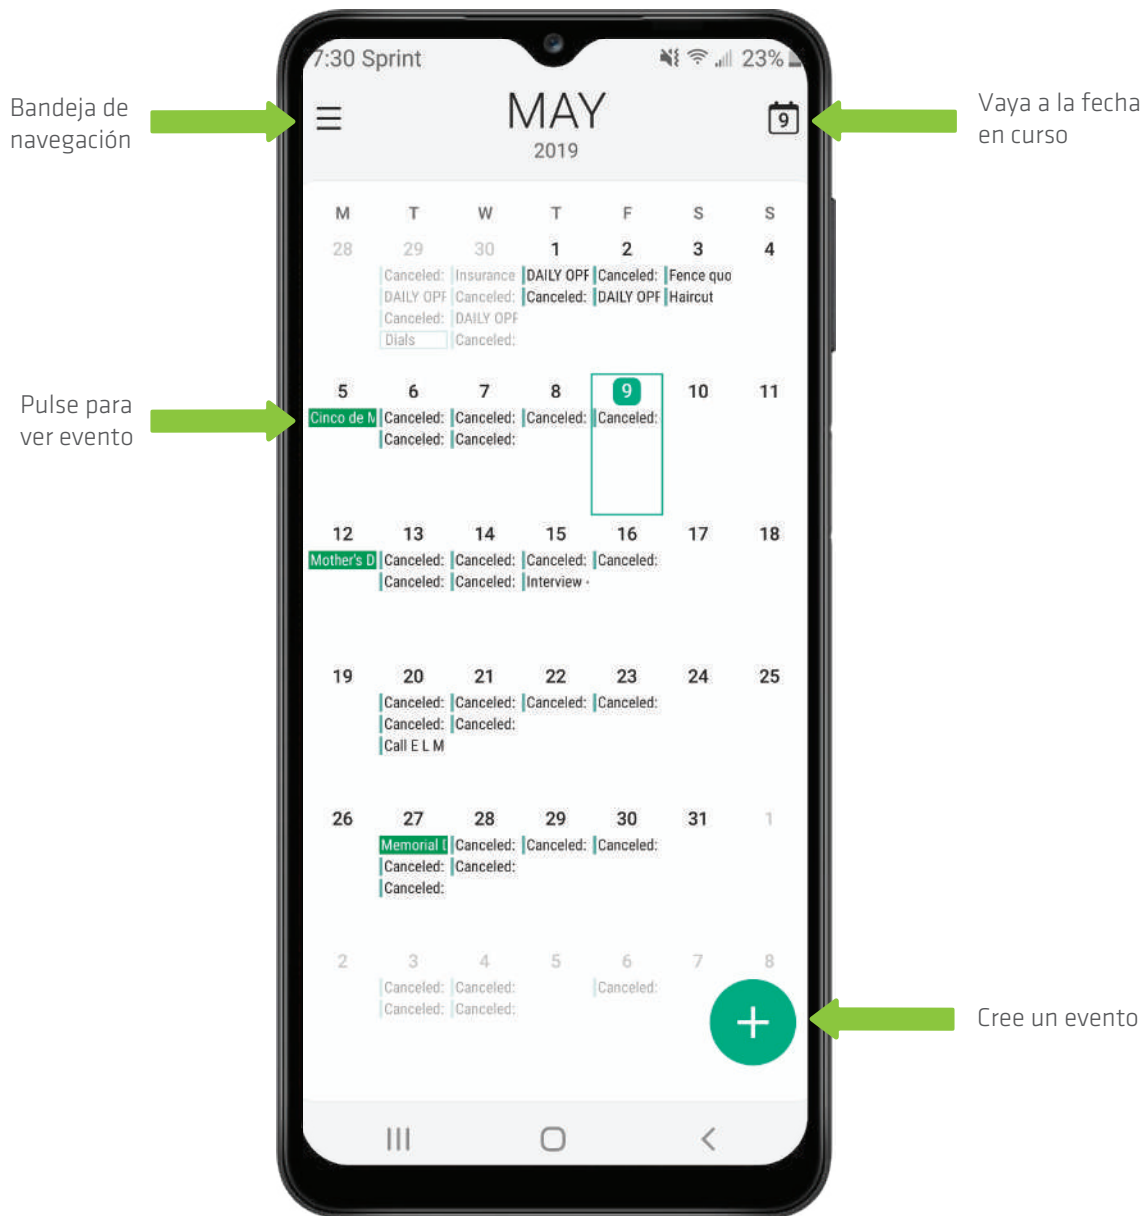 7:30 Sprint 23%
Bandeja de
navegación
MAY
2019
9
Vaya a la fecha
en curso
M T W T F S S
28 29 30 1 2 3 4
Canceled: Insurance DAILY OPF Canceled: Fence quo
DAILY OPF Canceled: Canceled: DAILY OPF Haircut
Canceled: DAILY OPF
Dials Canceled:
5 6 7 8 9 10 11
Pulse para
ver evento
Cinco de M Canceled: Canceled: Canceled: Canceled:
Canceled: Canceled:
12 13 14 15 16 17 18
Mother's D Canceled: Canceled: Canceled: Canceled:
Canceled: Canceled: Interview -
19 20 21 22 23 24 25
Canceled: Canceled: Canceled: Canceled:
Canceled: Canceled:
Call E L M
26 27 28 29 30 31 1
Memorial D Canceled: Canceled: Canceled:
Canceled: Canceled:
Canceled:
2 3 4 5 6 7 8
Canceled: Canceled: Canceled:
Canceled: Canceled:
Cree un evento